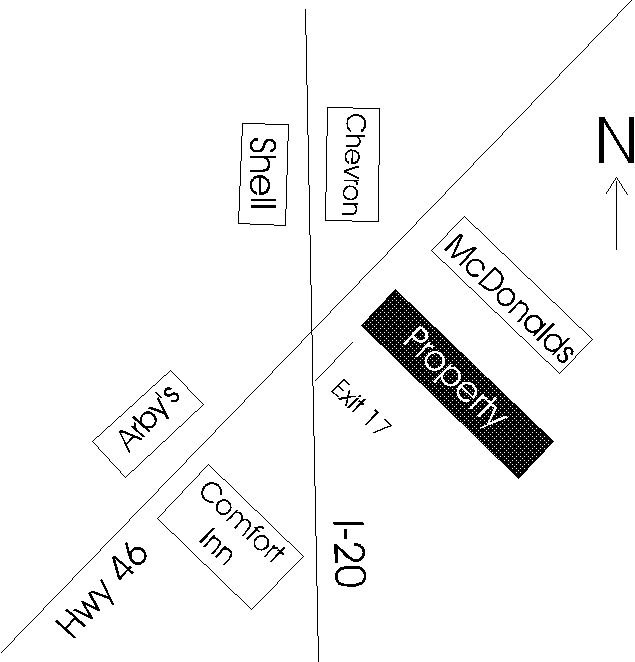 N
Shell
Chevron
McDonalds
Property
Exit 17
Arby's
Comfort
Inn
I-20
Hwy 46